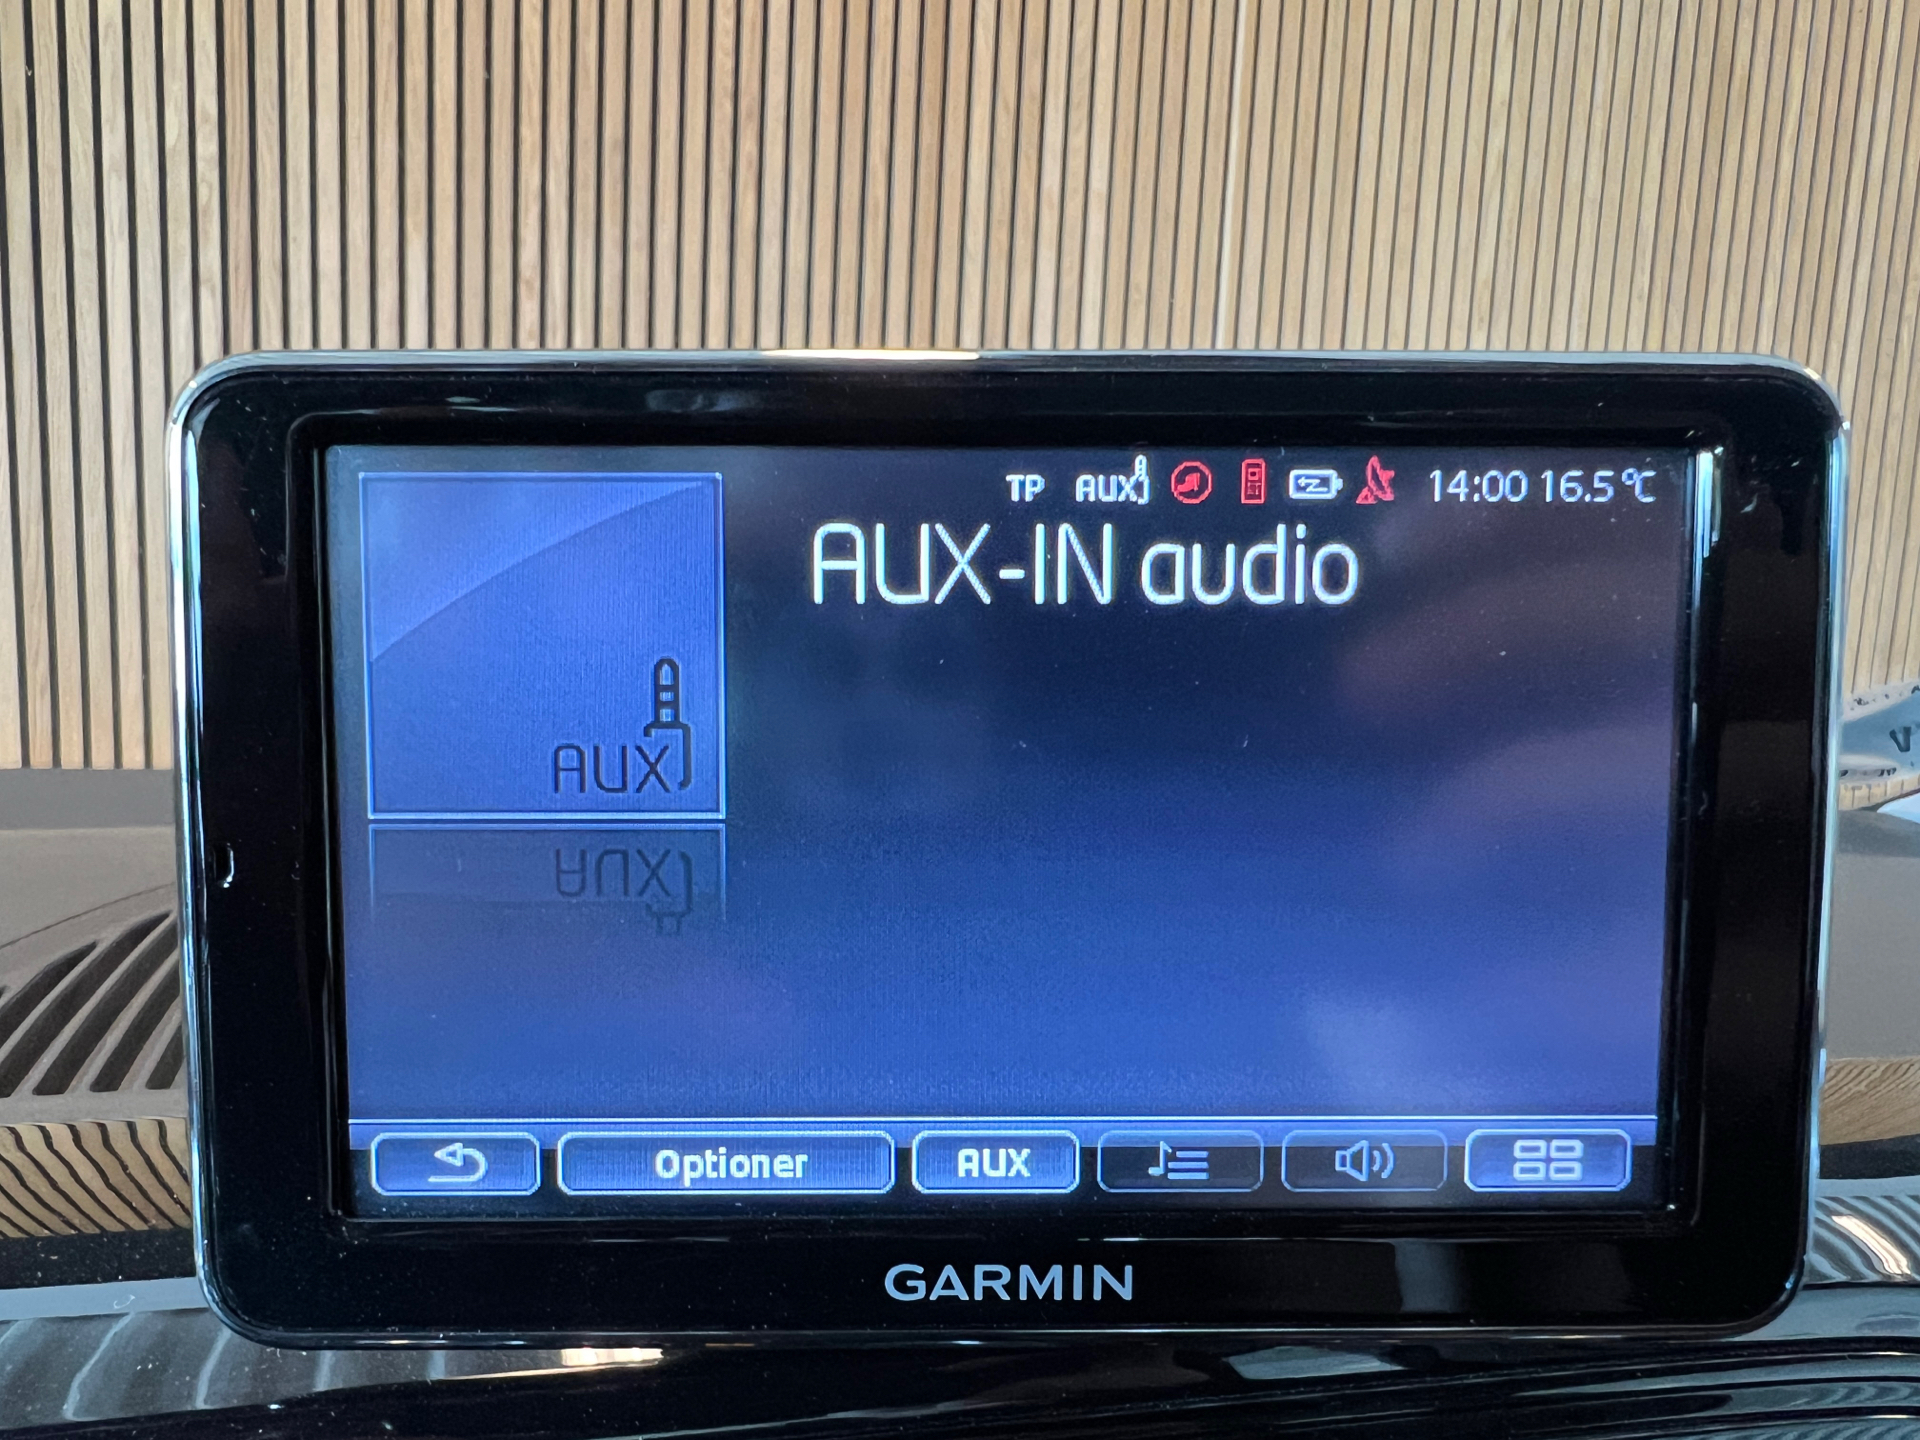 TP AUX 14:00 16.5°C
AUX-IN audio
AUX
Optioner
AUX
GARMIN